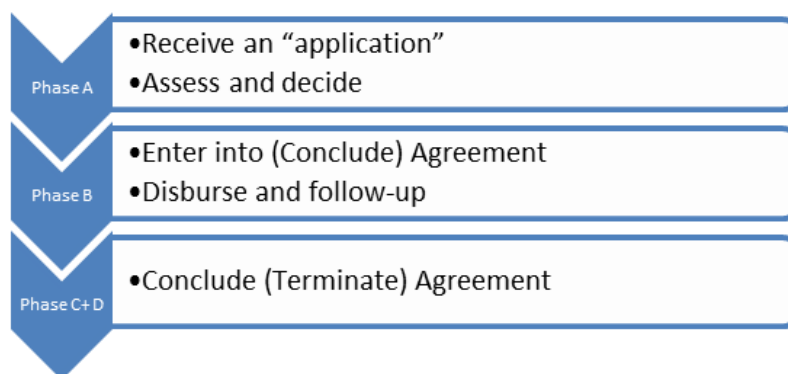 Phase A
•Receive an “application”
•Assess and decide
Phase B
•Enter into (Conclude) Agreement
•Disburse and follow-up
Phase C+D
•Conclude (Terminate) Agreement